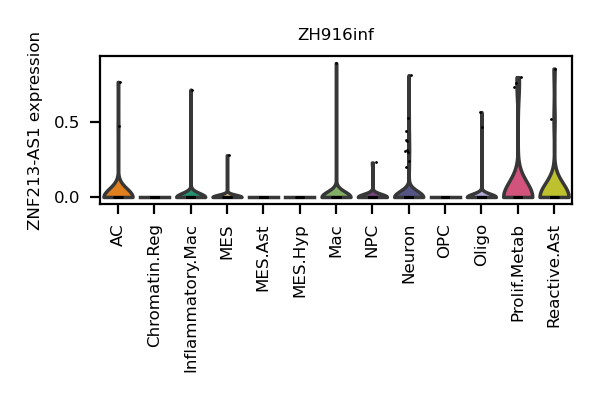 ZH916inf
ZNF213-AS1 expression
0.5
0.0
AC
Chromatin.Reg
Inflammatory.Mac
MES
MES.Ast
MES.Hyp
Mac
NPC
Neuron
OPC
Oligo
Prolif.Metab
Reactive.Ast